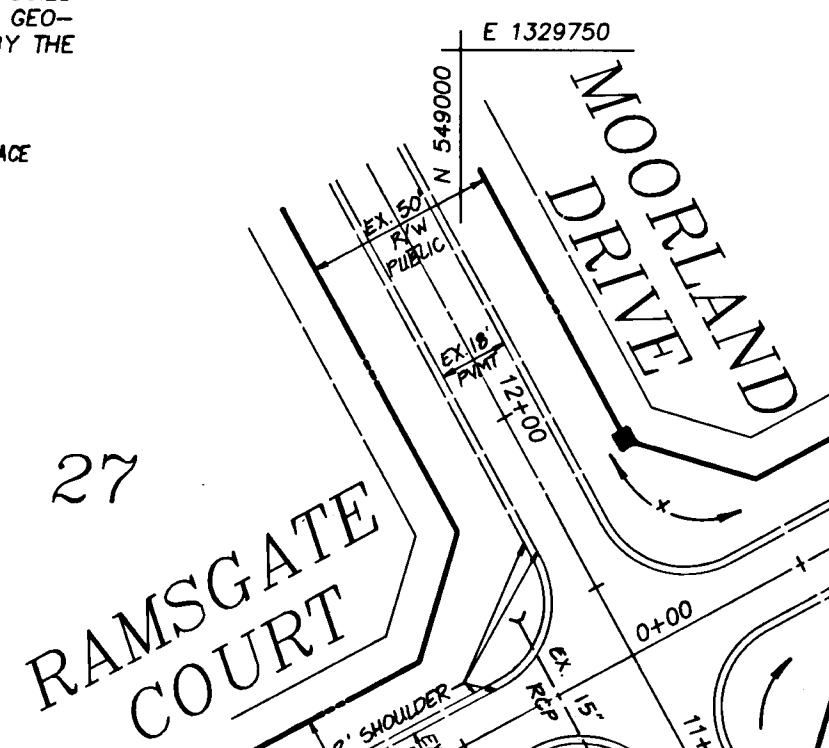 GEO-
BY THE
E 1329750
N 549000
MOORLAND
DRIVE
EX. 50'
R/W
PUBLIC
EX. 18'
PVMT
12+00
27
RAMSGATE
COURT
0+00
EX. 15"
RCP
SHOULDER
11+